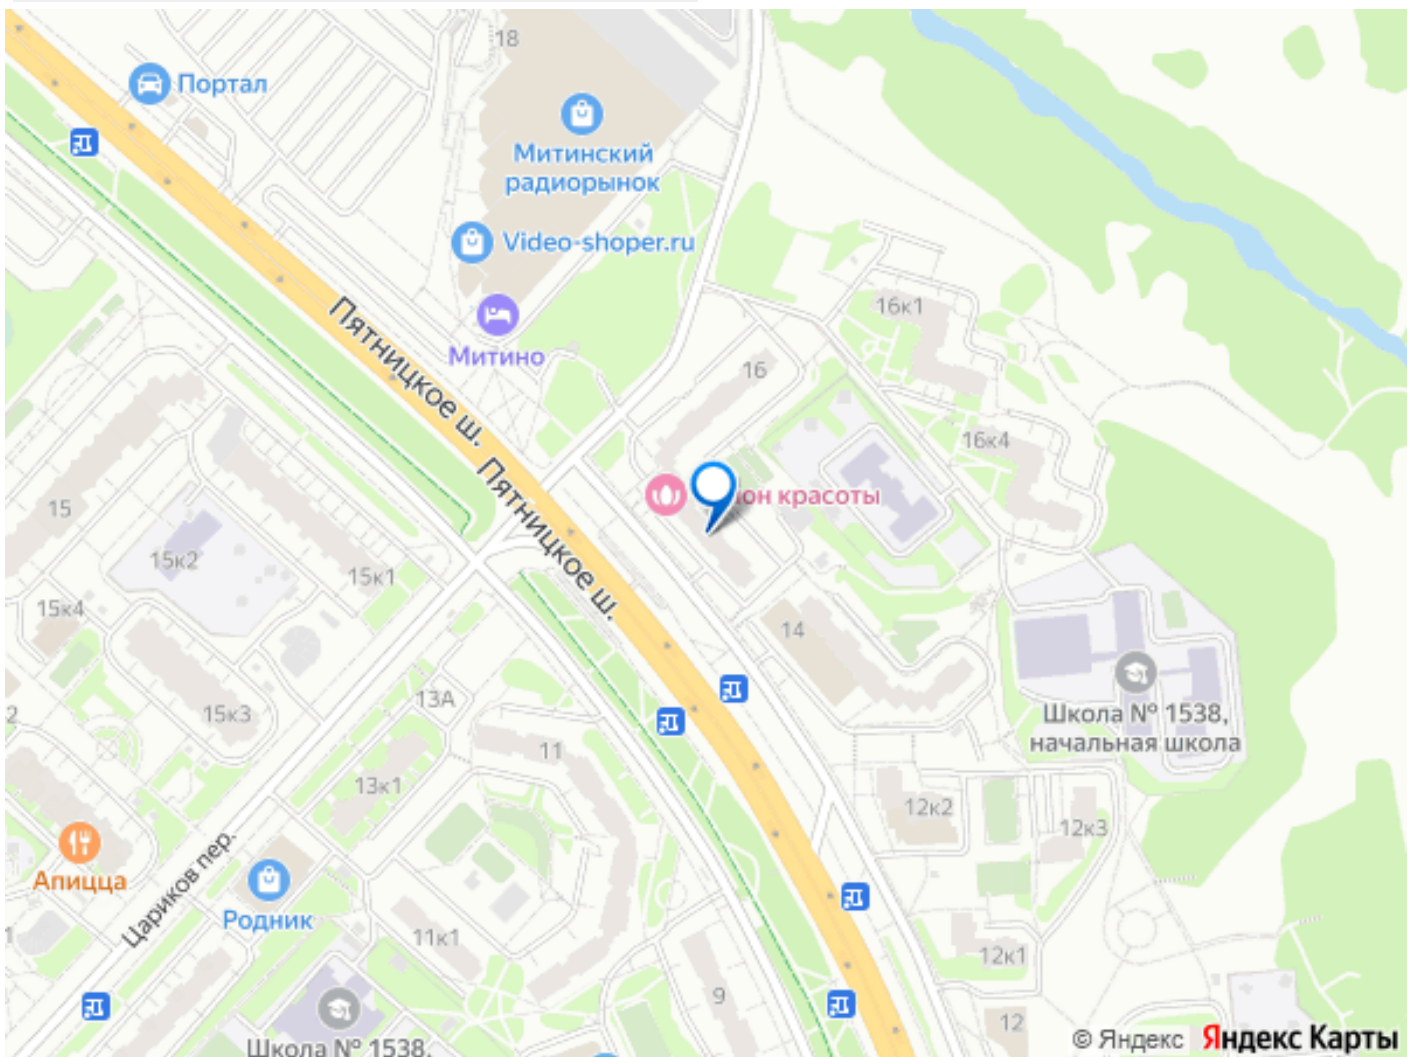 18
Портал
Митинский
радиорынок
Video-shoper.ru
16к1
Пятницкое ш.
Митино
16
16к4
Пятницкое ш.
он красоты
15
15к2
15к1
15к4
14
13А
15к3
2
Школа № 1538,
начальная школа
11
13к1
12к2
12к3
Цариков пер.
Апицца
Родник
11к1
1
12к1
9
12
Школа № 1538,
© Яндекс Яндекс Карты